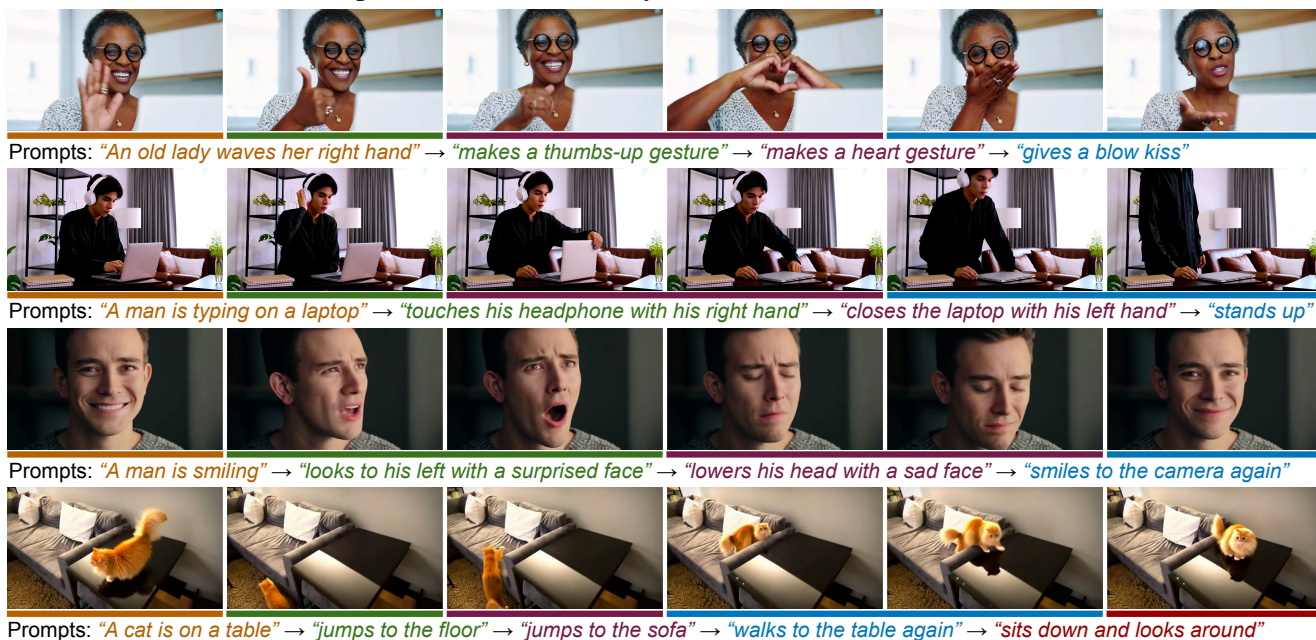 Prompts: “An old lady waves her right hand” → “makes a thumbs-up gesture” → “makes a heart gesture” → “gives a blow kiss”
Prompts: “A man is typing on a laptop” → “touches his headphone with his right hand” → “closes the laptop with his left hand” → “stands up”
Prompts: “A man is smiling” → “looks to his left with a surprised face” → “lowers his head with a sad face” → “smiles to the camera again”
Prompts: “A cat is on a table” → “jumps to the floor” → “jumps to the sofa” → “walks to the table again” → “sits down and looks around”